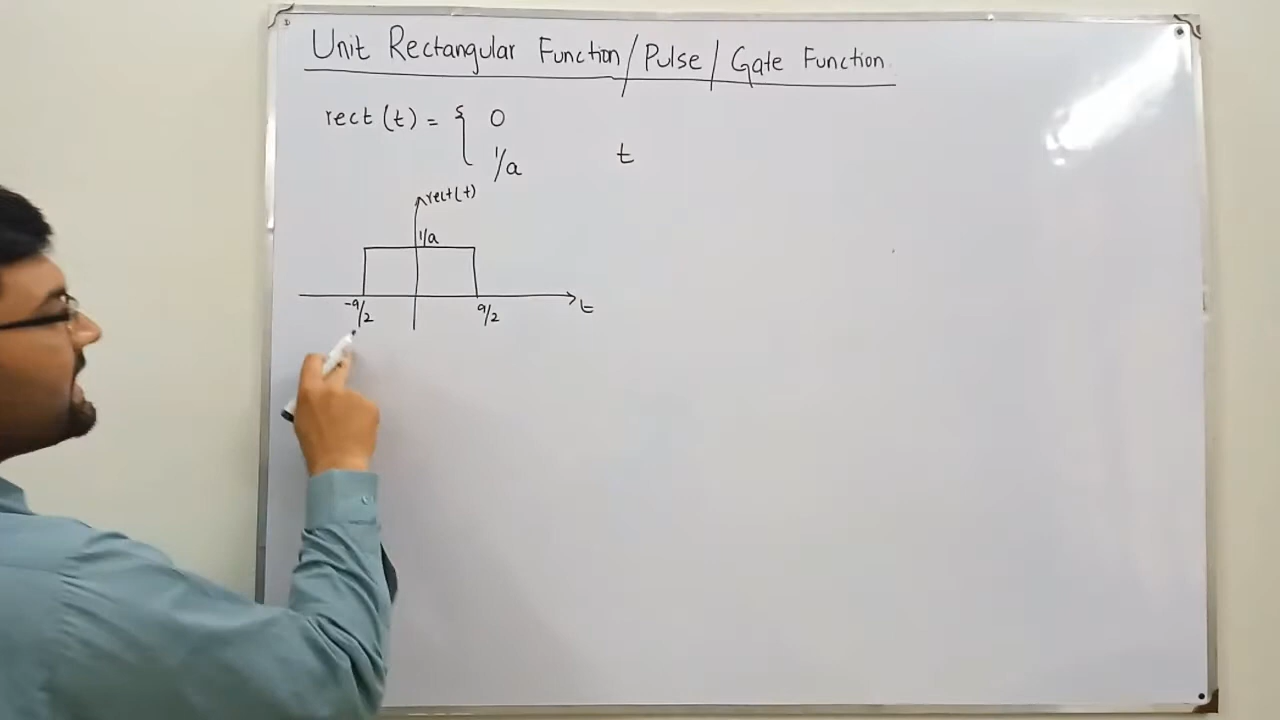 Unit Rectangular Function / Pulse / Gate Function
rect (t) = { 0
1/a t
rect(t)
1/a
-a/2 a/2 t